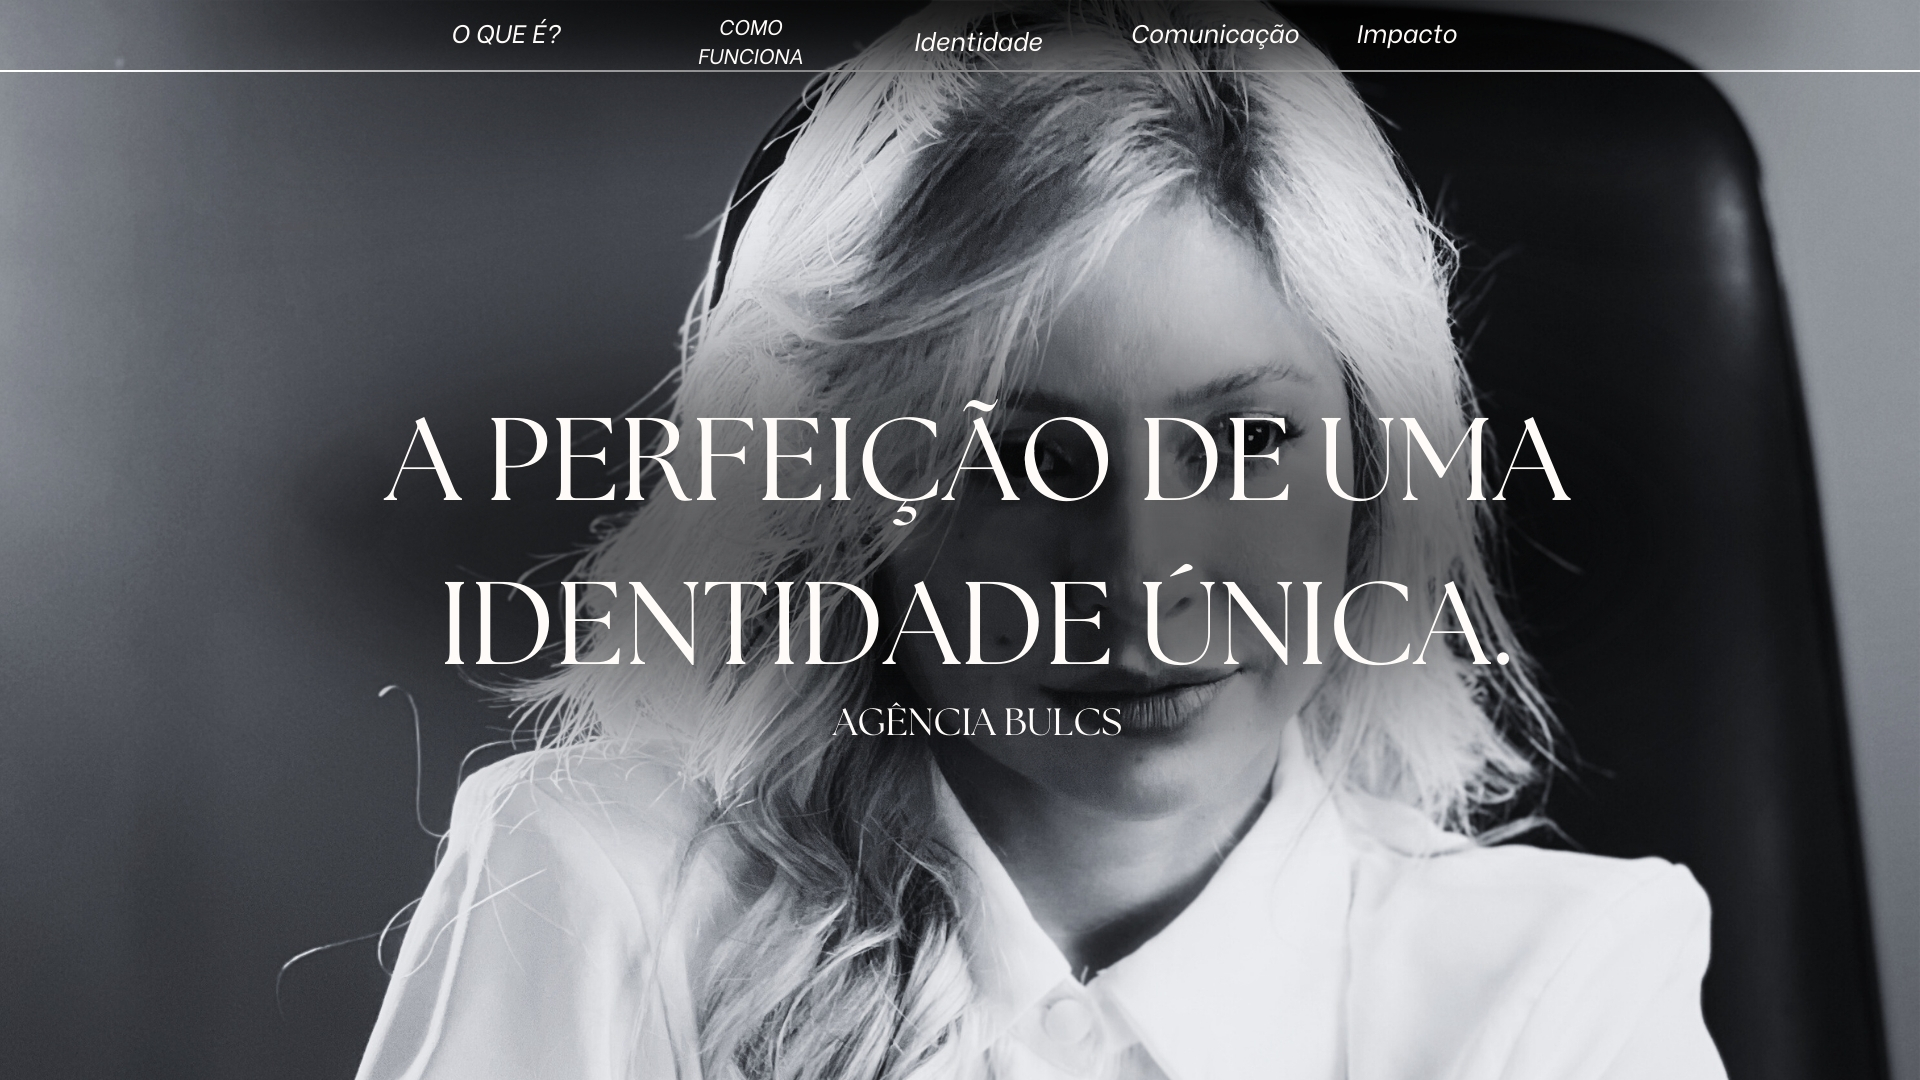 O QUE É?
COMO
FUNCIONA
Identidade
Comunicação
Impacto
A PERFEIÇÃO DE UMA
IDENTIDADE ÚNICA.
AGÊNCIA BULCS